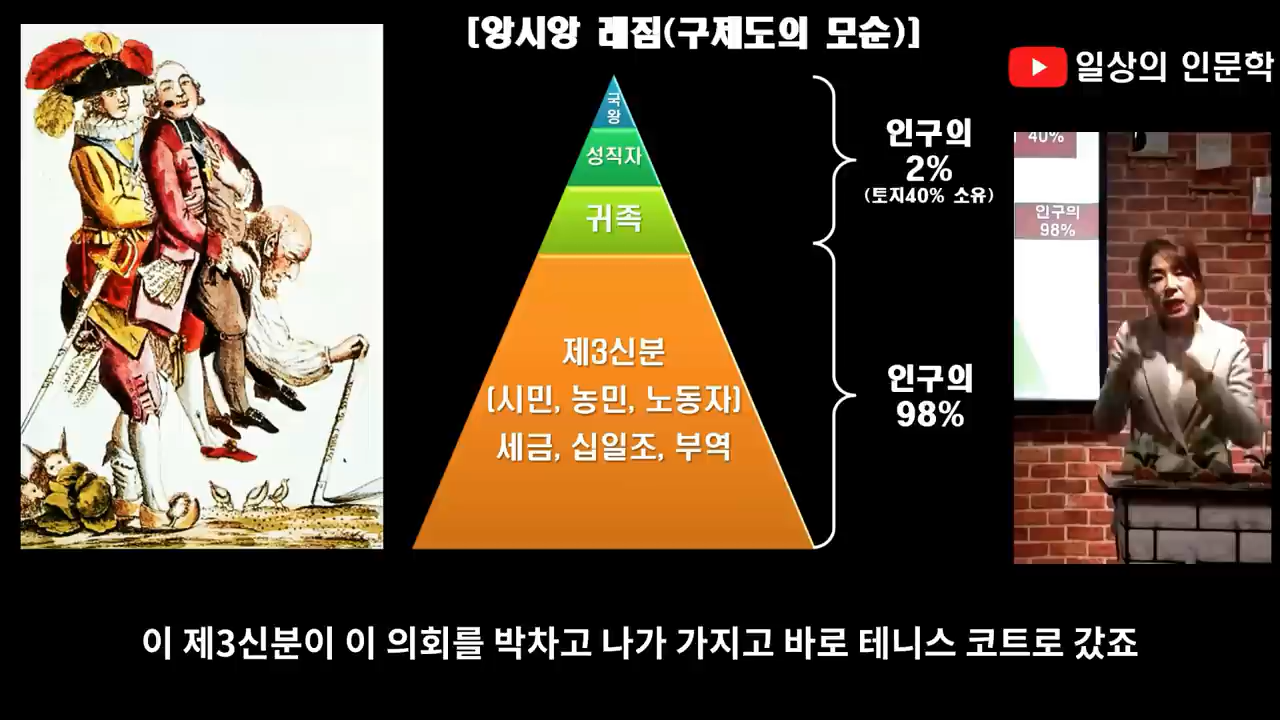 [앙시앙 레짐(구제도의 모순)]
일상의 인문학
국
왕
성직자
귀족
제3신분
(시민, 농민, 노동자)
세금, 십일조, 부역
인구의
2%
(토지40% 소유)
인구의
98%
40%
인구의
98%
이 제3신분이 이 의회를 박차고 나가 가지고 바로 테니스 코트로 갔죠